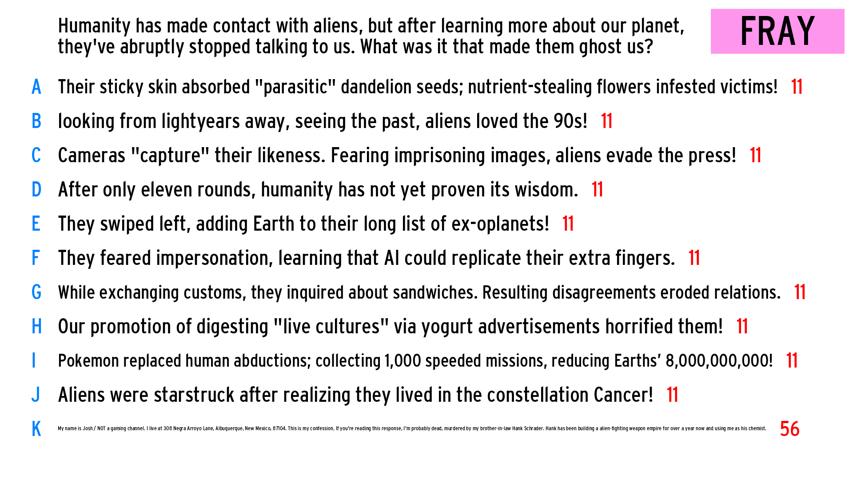 Humanity has made contact with aliens, but after learning more about our planet,
they've abruptly stopped talking to us. What was it that made them ghost us?
FRAY
A Their sticky skin absorbed "parasitic" dandelion seeds; nutrient-stealing flowers infested victims! 11
B looking from lightyears away, seeing the past, aliens loved the 90s! 11
C Cameras "capture" their likeness. Fearing imprisoning images, aliens evade the press! 11
D After only eleven rounds, humanity has not yet proven its wisdom. 11
E They swiped left, adding Earth to their long list of ex-oplanets! 11
F They feared impersonation, learning that AI could replicate their extra fingers. 11
G While exchanging customs, they inquired about sandwiches. Resulting disagreements eroded relations. 11
H Our promotion of digesting "live cultures" via yogurt advertisements horrified them! 11
I Pokemon replaced human abductions; collecting 1,000 speeded missions, reducing Earths' 8,000,000,000! 11
J Aliens were starstruck after realizing they lived in the constellation Cancer! 11
K My name is Josh / NOT a gaming channel. I live at 308 Negra Arroyo Lane, Albuquerque, New Mexico, 87104. This is my confession. If you're reading this response, I'm probably dead, murdered by my brother-in-law Hank Schrader. Hank has been building a alien-fighting weapon empire for over a year now and using me as his chemist. 56